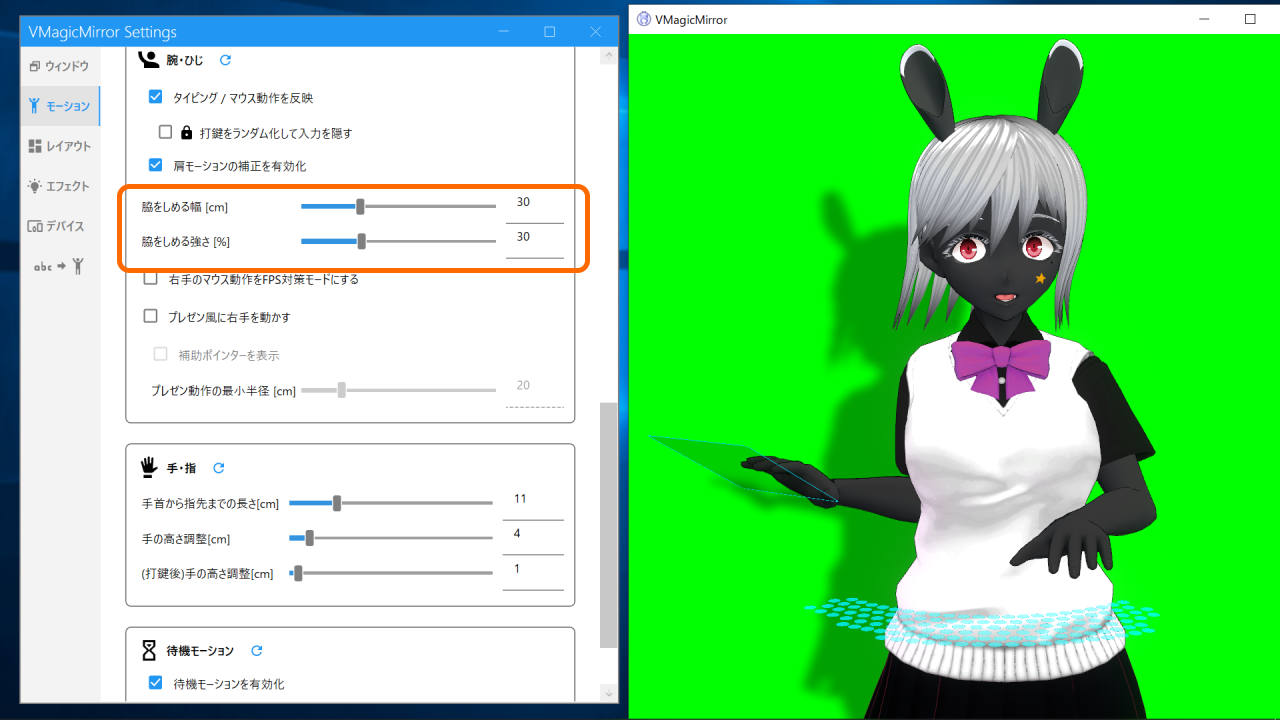 VMagicMirror Settings
ウィンドウ
モーション
レイアウト
エフェクト
デバイス
abc
腕・ひじ
タイピング / マウス動作を反映
打鍵をランダム化して入力を隠す
肩モーションの補正を有効化
脇をしめる幅 [cm] 30
脇をしめる強さ [%] 30
右手のマウス動作をFPS対策モードにする
プレゼン風に右手を動かす
補助ポインターを表示
プレゼン動作の最小半径 [cm] 20
手・指
手首から指先までの長さ[cm] 11
手の高さ調整[cm] 4
(打鍵後)手の高さ調整[cm] 1
待機モーション
待機モーションを有効化
VMagicMirror